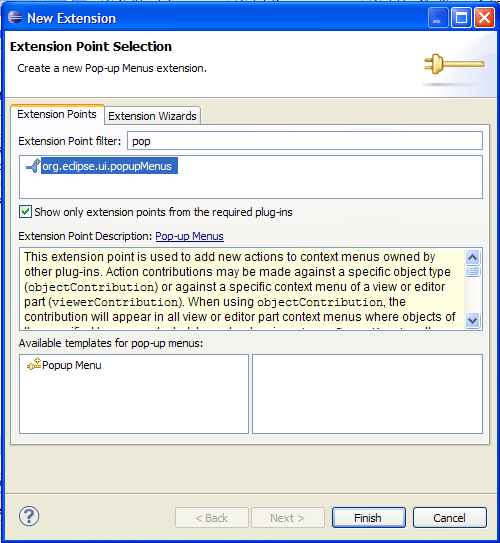 New Extension
Extension Point Selection
Create a new Pop-up Menus extension.
Extension Points
Extension Wizards
Extension Point filter: pop
org.eclipse.ui.popupMenus
Show only extension points from the required plug-ins
Extension Point Description: Pop-up Menus
This extension point is used to add new actions to context menus owned by
other plug-ins. Action contributions may be made against a specific object type
(objectContribution) or against a specific context menu of a view or editor
part (viewerContribution). When using objectContribution, the
contribution will appear in all view or editor part context menus where objects of
Available templates for pop-up menus:
Popup Menu
?
< Back
Next >
Finish
Cancel